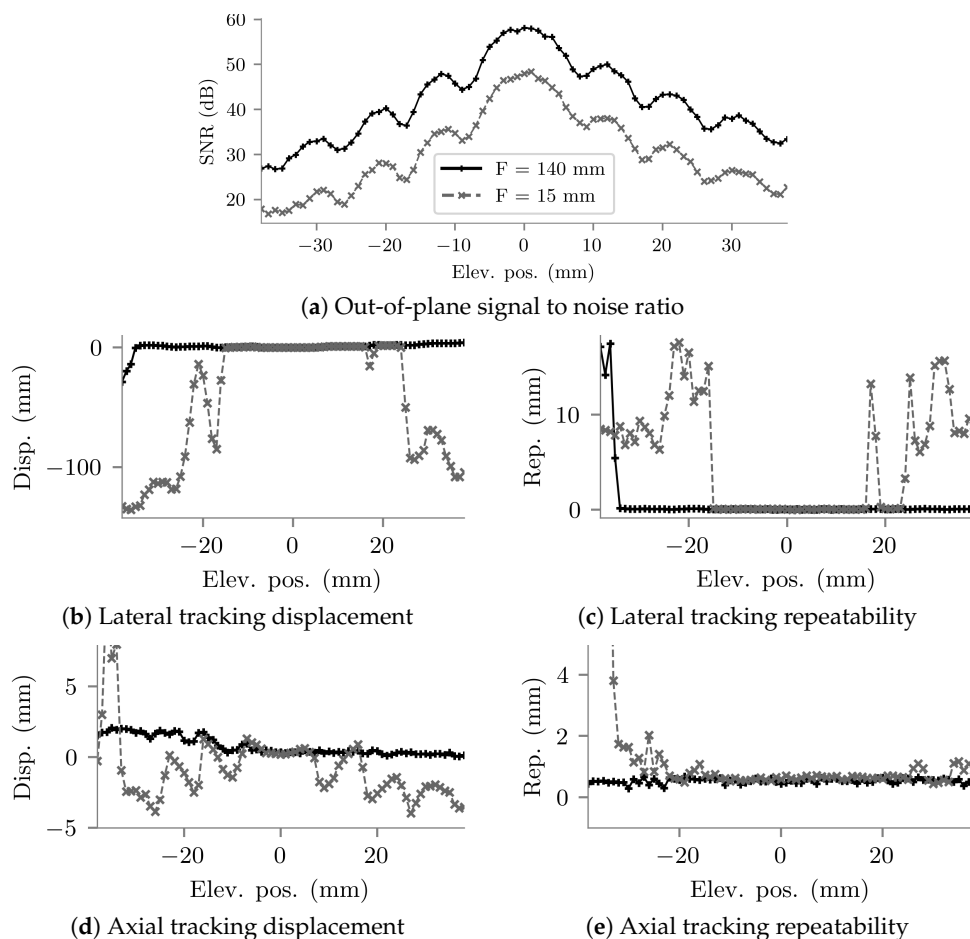 60
50
40
30
20
SNR (dB)
F = 140 mm
F = 15 mm
−30 −20 −10 0 10 20 30
Elev. pos. (mm)
(a) Out-of-plane signal to noise ratio
0
−100
Disp. (mm)
−20 0 20
Elev. pos. (mm)
(b) Lateral tracking displacement
10
0
Rep. (mm)
−20 0 20
Elev. pos. (mm)
(c) Lateral tracking repeatability
5
0
−5
Disp. (mm)
−20 0 20
Elev. pos. (mm)
(d) Axial tracking displacement
4
2
0
Rep. (mm)
−20 0 20
Elev. pos. (mm)
(e) Axial tracking repeatability